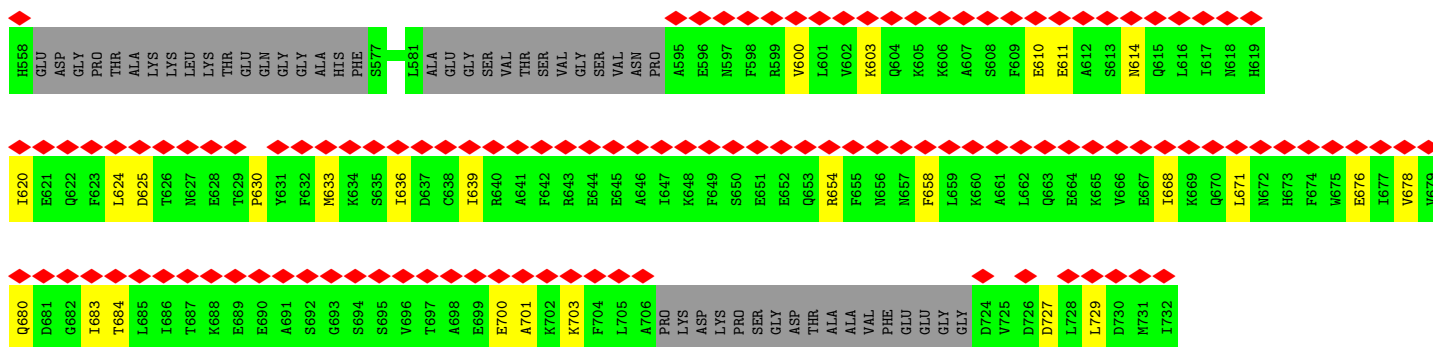 H558 GLU ASP GLY PRO THR ALA LYS LYS LEU LYS THR GLU GLN GLY GLY ALA HIS PHE S577 L581 ALA GLU GLY SER VAL THR SER VAL GLY SER VAL ASN PRO A595 E596 N597 F598 R599 V600 L601 V602 K603 Q604 K605 K606 A607 S608 F609 E610 E611 A612 S613 N614 Q615 L616 I617 N618 H619
I620 E621 Q622 F623 L624 D625 T626 N627 E628 T629 P630 Y631 F632 M633 K634 S635 I636 D637 C638 I639 R640 A641 F642 R643 E644 E645 A646 I647 K648 F649 S650 E651 E652 Q653 R654 F655 N656 N657 F658 L659 K660 A661 L662 Q663 E664 K665 V666 E667 I668 K669 Q670 L671 N672 H673 F674 W675 E676 I677 V678 V679
Q680 D681 G682 I683 T684 L685 I686 T687 K688 E689 E690 A691 S692 G693 S694 S695 V696 T697 A698 E699 E700 A701 K702 K703 F704 L705 A706 PRO LYS ASP LYS PRO SER GLY ASP THR ALA ALA VAL PHE GLU GLU GLY GLY D724 V725 D726 D727 L728 L729 D730 M731 I732